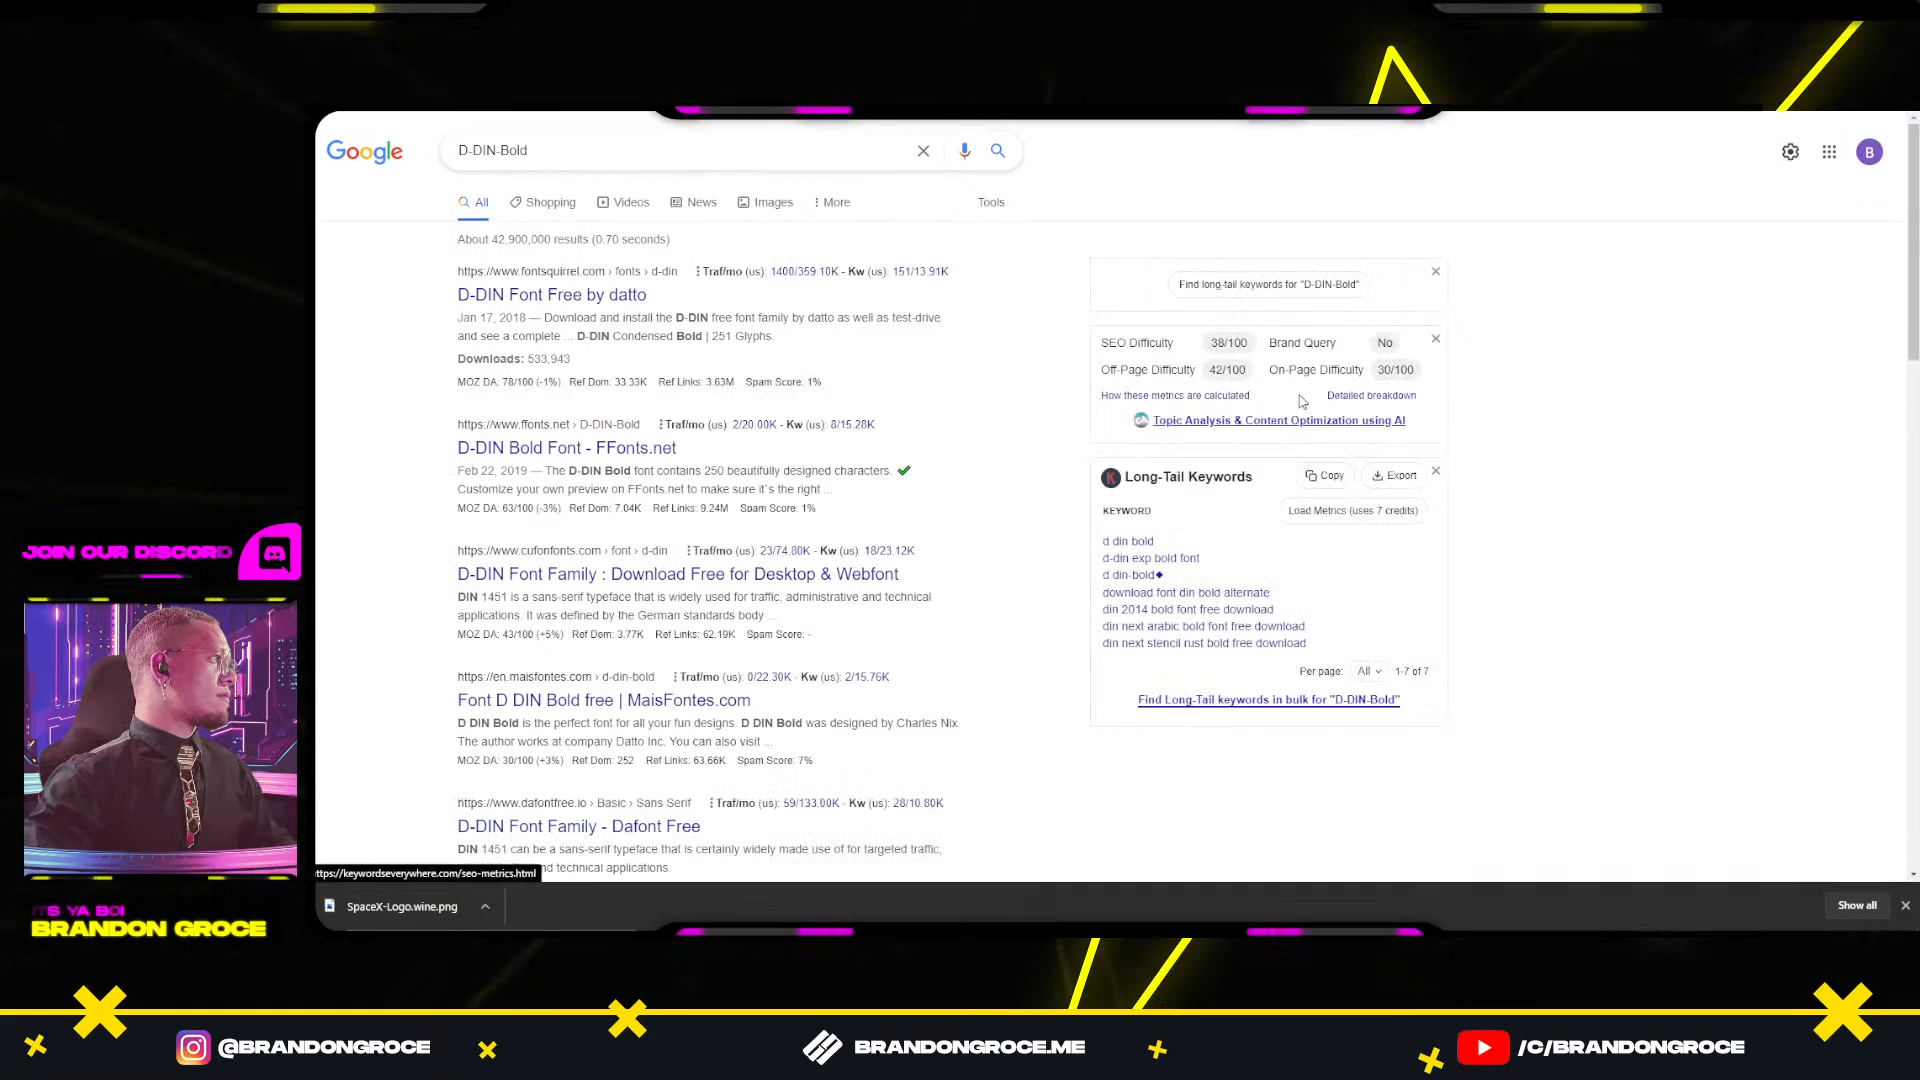 Google
D-DIN-Bold
B
All
Shopping
Videos
News
Images
More
Tools
About 42,900,000 results (0.70 seconds)
https://www.fontsquirrel.com › fonts › d-din Traf/mo (us): 1400/359.10K - Kw (us): 151/13.91K
D-DIN Font Free by datto
Jan 17, 2018 — Download and install the D-DIN free font family by datto as well as test-drive
and see a complete ... D-DIN Condensed Bold | 251 Glyphs.
Downloads: 533,943
MOZ DA: 78/100 (-1%) Ref Dom: 33.33K Ref Links: 3.63M Spam Score: 1%
https://www.ffonts.net › D-DIN-Bold Traf/mo (us): 2/20.00K - Kw (us): 8/15.28K
D-DIN Bold Font - FFonts.net
Feb 22, 2019 — The D-DIN Bold font contains 250 beautifully designed characters.
Customize your own preview on FFonts.net to make sure it`s the right ...
MOZ DA: 63/100 (-3%) Ref Dom: 7.04K Ref Links: 9.24M Spam Score: 1%
https://www.cufonfonts.com › font › d-din Traf/mo (us): 23/74.80K - Kw (us): 18/23.12K
D-DIN Font Family : Download Free for Desktop & Webfont
DIN 1451 is a sans-serif typeface that is widely used for traffic, administrative and technical
applications. It was defined by the German standards body ...
MOZ DA: 43/100 (+5%) Ref Dom: 3.77K Ref Links: 62.19K Spam Score: -
https://en.maisfontes.com › d-din-bold Traf/mo (us): 0/22.30K - Kw (us): 2/15.76K
Font D DIN Bold free | MaisFontes.com
D DIN Bold is the perfect font for all your fun designs. D DIN Bold was designed by Charles Nix.
The author works at company Datto Inc. You can also visit ...
MOZ DA: 30/100 (+3%) Ref Dom: 252 Ref Links: 63.66K Spam Score: 7%
https://www.dafontfree.io › Basic › Sans Serif Traf/mo (us): 59/133.00K - Kw (us): 28/10.80K
D-DIN Font Family - Dafont Free
DIN 1451 can be a sans-serif typeface that is certainly widely made use of for targeted traffic,
nd technical applications.
ttps://keywordseverywhere.com/seo-metrics.html
Find long-tail keywords for "D-DIN-Bold"
SEO Difficulty 38/100 Brand Query No
Off-Page Difficulty 42/100 On-Page Difficulty 30/100
How these metrics are calculated Detailed breakdown
Topic Analysis & Content Optimization using AI
K Long-Tail Keywords Copy Export
KEYWORD Load Metrics (uses 7 credits)
d din bold
d-din exp bold font
d din-bold
download font din bold alternate
din 2014 bold font free download
din next arabic bold font free download
din next stencil rust bold free download
Per page: All 1-7 of 7
Find Long-Tail keywords in bulk for "D-DIN-Bold"
SpaceX-Logo.wine.png
Show all
JOIN OUR DISCORD
ITS YA BOI
BRANDON GROCE
@BRANDONGROCE
BRANDONGROCE.ME
/C/BRANDONGROCE